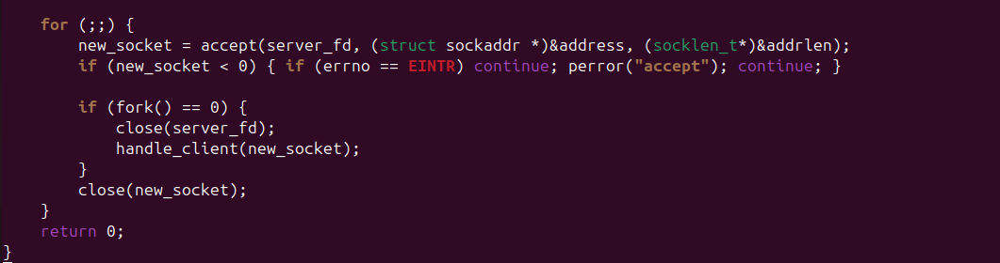 for (;;) {
        new_socket = accept(server_fd, (struct sockaddr *)&address, (socklen_t*)&addrlen);
        if (new_socket < 0) { if (errno == EINTR) continue; perror("accept"); continue; }

        if (fork() == 0) {
            close(server_fd);
            handle_client(new_socket);
        }
        close(new_socket);
    }
    return 0;
}